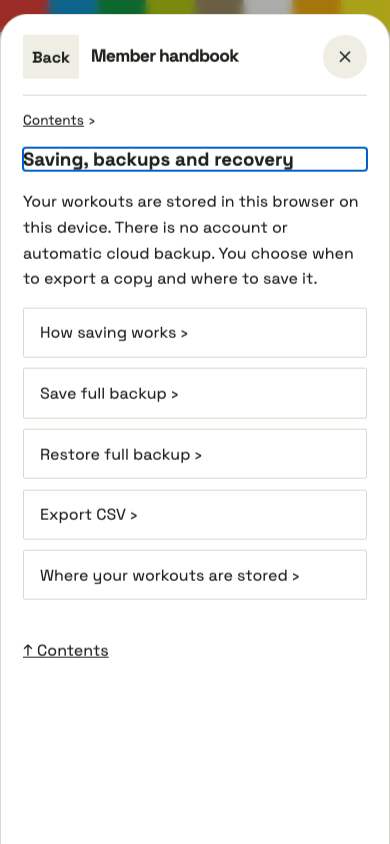 Back Member handbook ×
Contents >
Saving, backups and recovery
Your workouts are stored in this browser on
this device. There is no account or
automatic cloud backup. You choose when
to export a copy and where to save it.
How saving works >
Save full backup >
Restore full backup >
Export CSV >
Where your workouts are stored >
↑ Contents